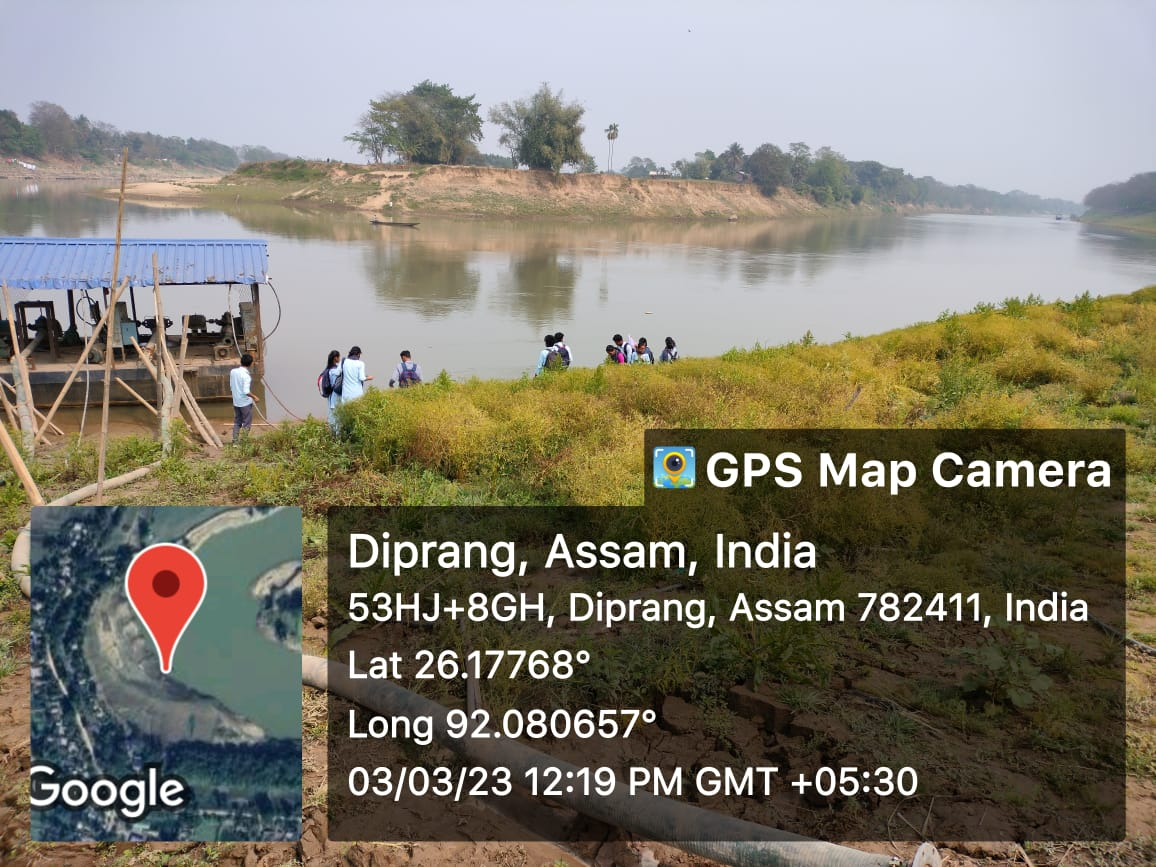 GPS Map Camera
Diprang, Assam, India
53HJ+8GH, Diprang, Assam 782411, India
Lat 26.17768°
Long 92.080657°
03/03/23 12:19 PM GMT +05:30
Google